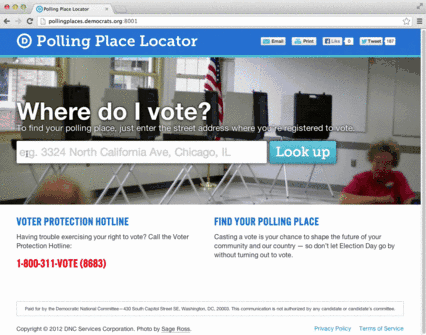 Polling Place Locator
pollingplaces.democrats.org:8001
Polling Place Locator
Email
Print
Like
0
Tweet
167
Where do I vote?
To find your polling place, just enter the street address where you're registered to vote.
eg. 3324 North California Ave, Chicago, IL
Look up
VOTER PROTECTION HOTLINE
Having trouble exercising your right to vote? Call the Voter
Protection Hotline:
1-800-311-VOTE (8683)
FIND YOUR POLLING PLACE
Casting a vote is your chance to shape the future of your
community and our country — so don't let Election Day go by
without turning out to vote.
Paid for by the Democratic National Committee—430 South Capitol Street SE, Washington, DC, 20003. This communication is not authorized by any candidate or candidate's committee.
Copyright © 2012 DNC Services Corporation. Photo by Sage Ross.
Privacy Policy
Terms of Service